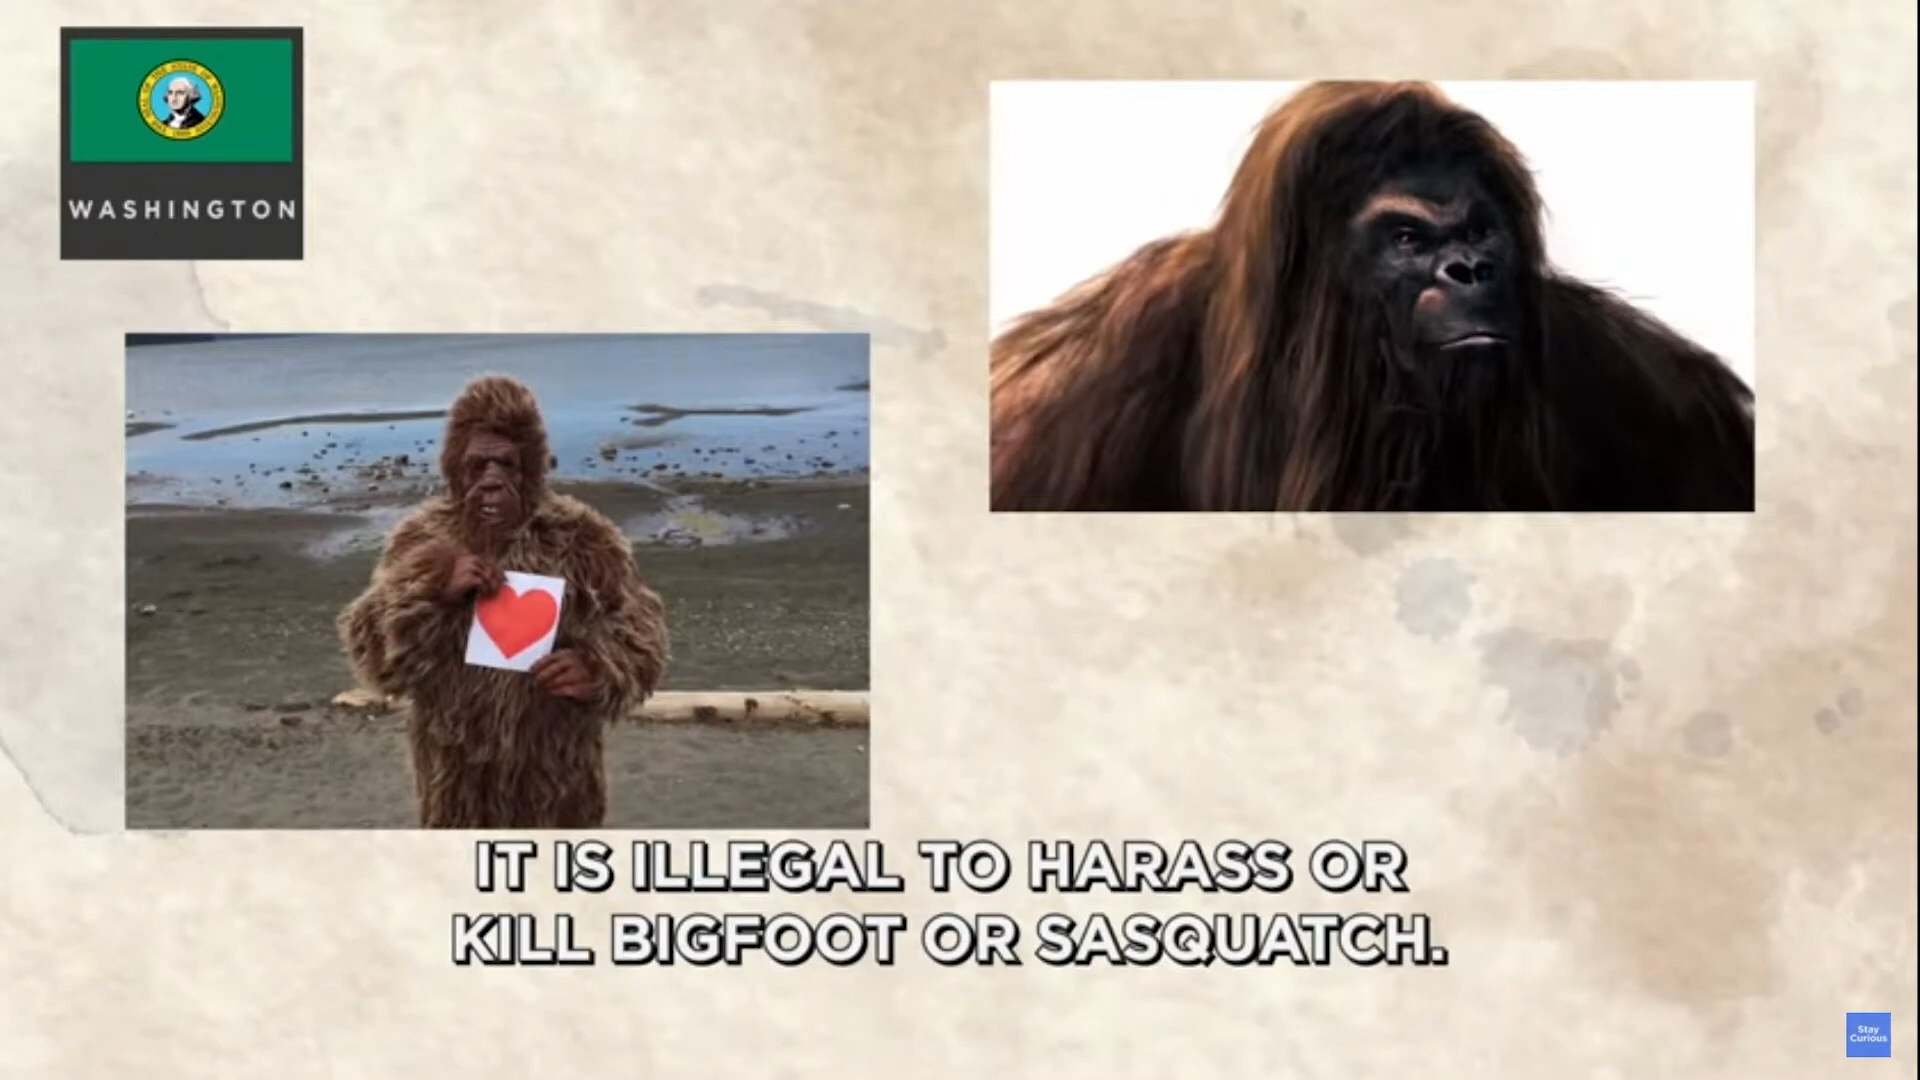 WASHINGTON
IT IS ILLEGAL TO HARASS OR
KILL BIGFOOT OR SASQUATCH.
Stay
Curious